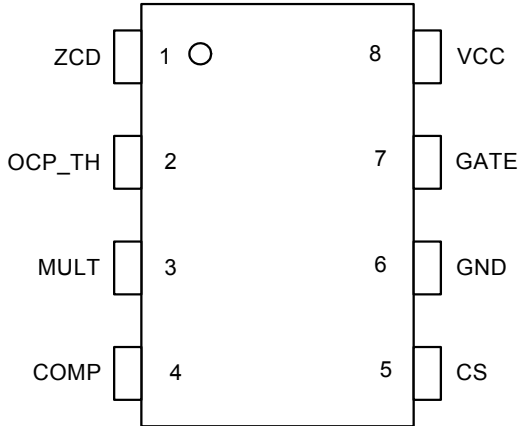 ZCD 1 8 VCC
OCP_TH 2 7 GATE
MULT 3 6 GND
COMP 4 5 CS